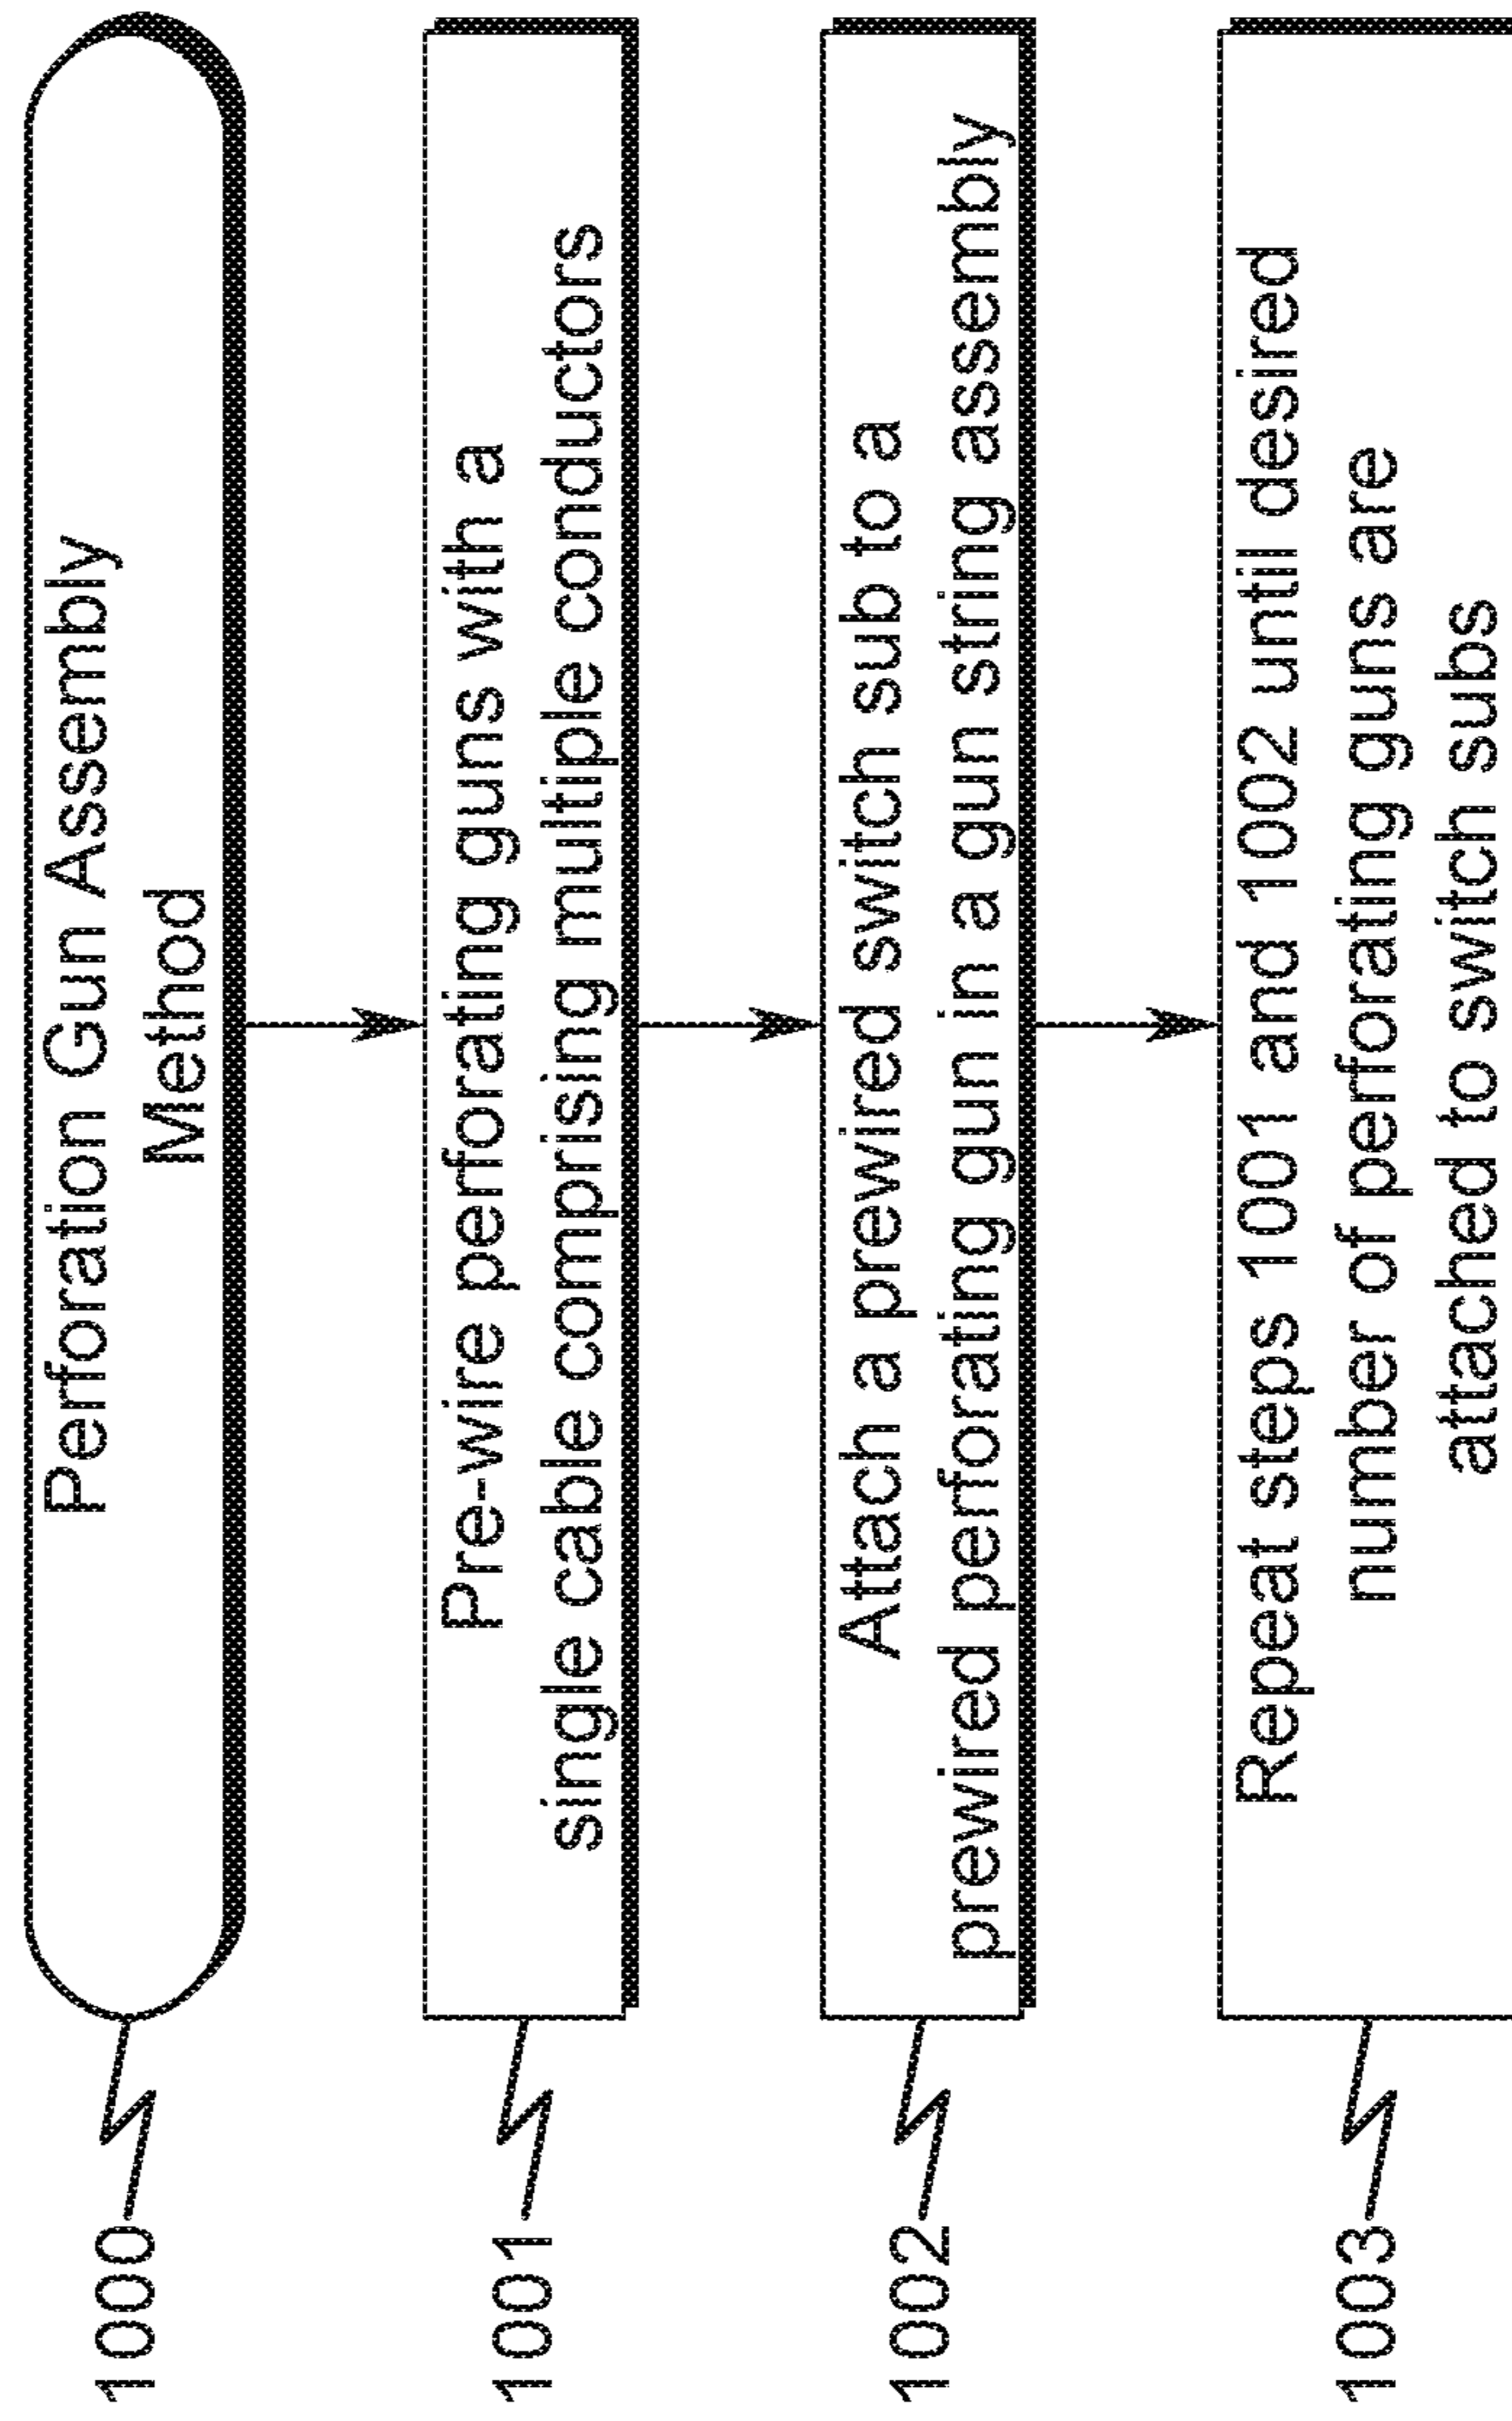 1000
Perforation Gun Assembly
Method
1001
Pre-wire perforating guns with a
single cable comprising multiple conductors
1002
Attach a prewired switch sub to a
prewired perforating gun in a gun string assembly
1003
Repeat steps 1001 and 1002 until desired
number of perforating guns are
attached to switch subs